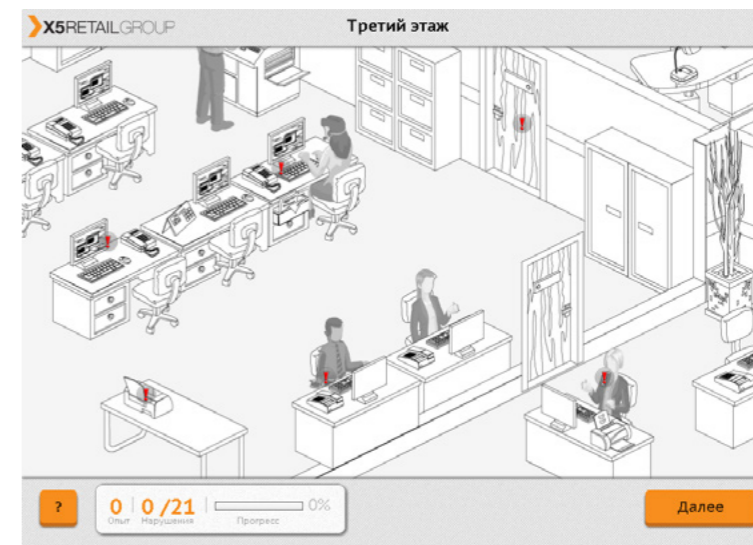 X5RETAILGROUP
Третий этаж
?
0 0 /21 0%
Опыт Нарушения Прогресс
Далее